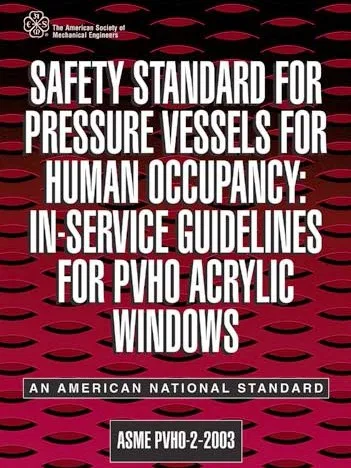 The American Society of
Mechanical Engineers
SAFETY STANDARD FOR
PRESSURE VESSELS FOR
HUMAN OCCUPANCY:
IN-SERVICE GUIDELINES
FOR PVHO ACRYLIC
WINDOWS
AN AMERICAN NATIONAL STANDARD
ASME PVHO-2-2003